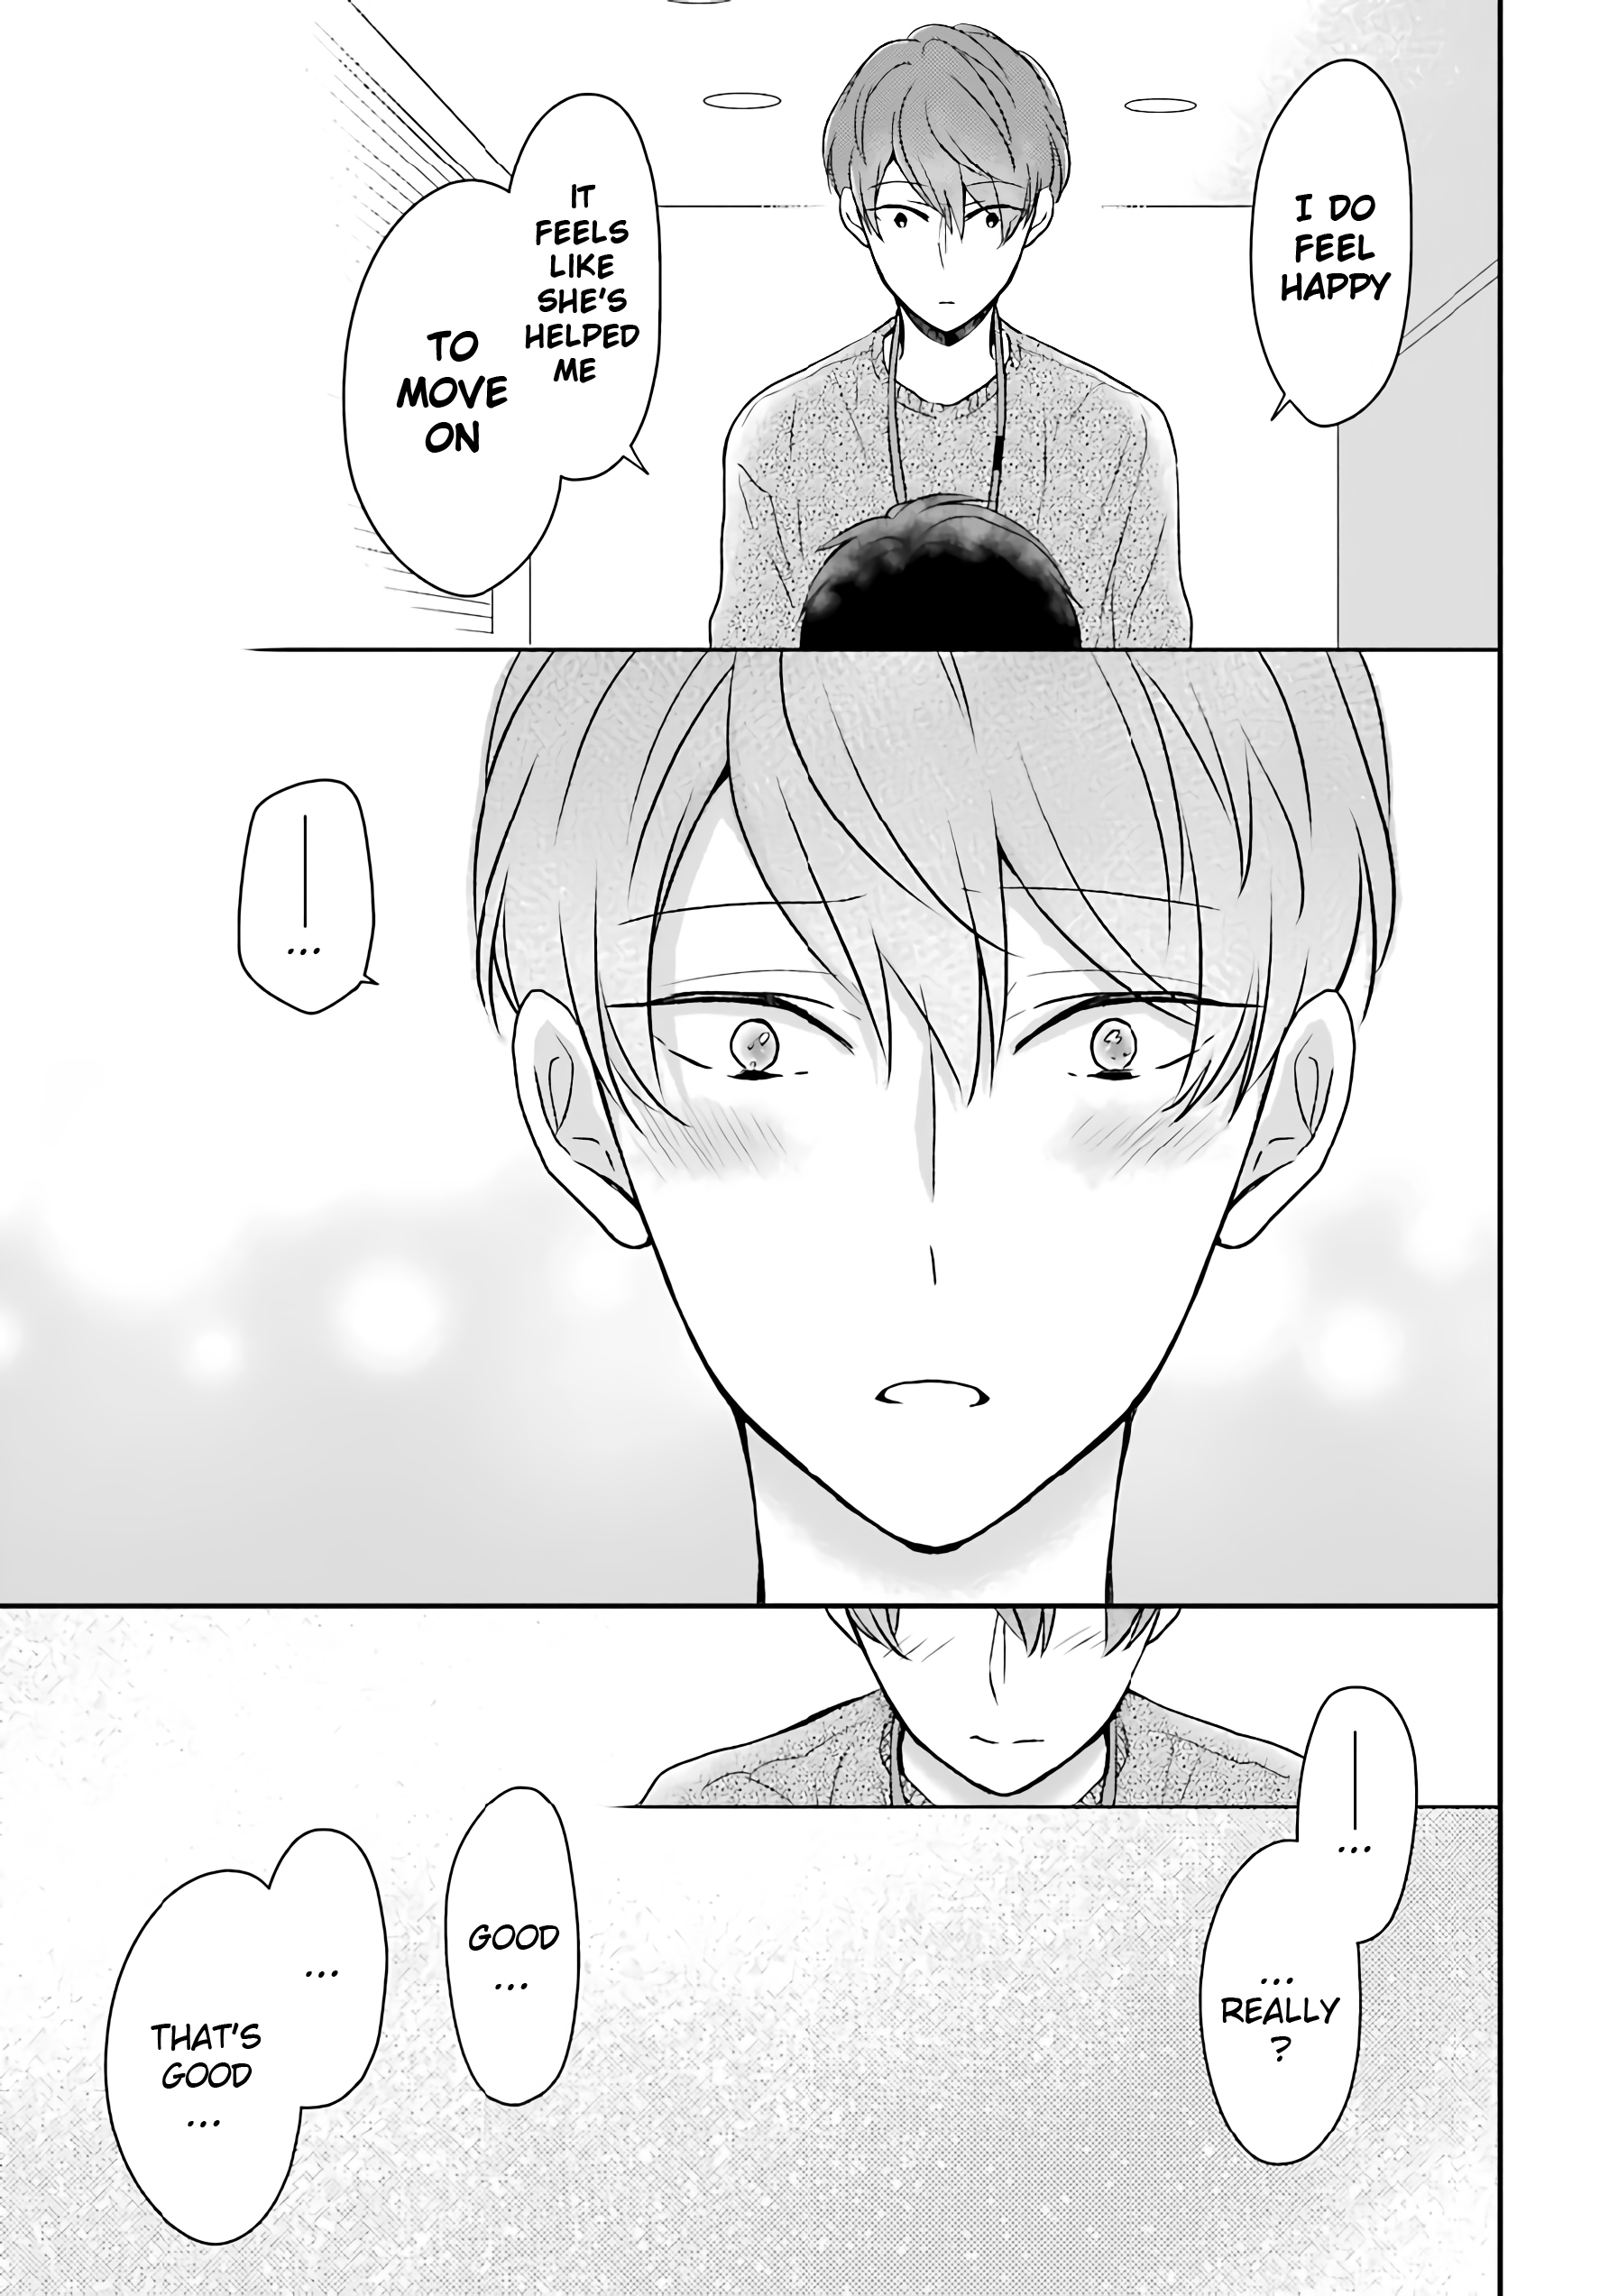 I DO
FEEL
HAPPY
IT
FEELS
LIKE
SHE'S
HELPED
ME
TO
MOVE
ON
—
...
—
...
...
REALLY
?
GOOD
...
...
THAT'S
GOOD
...